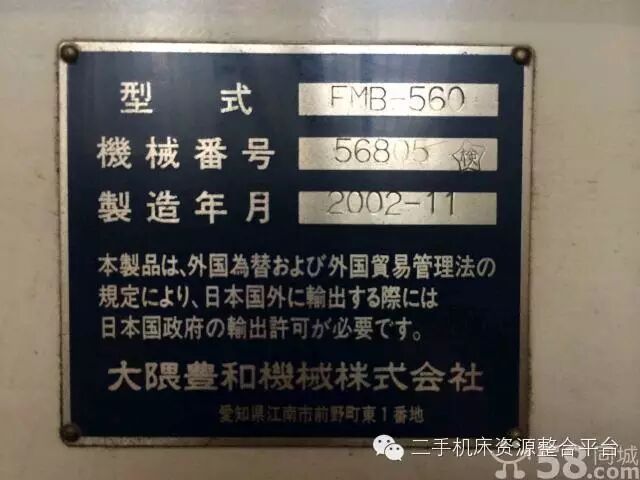 型 式 FMB-560
機械番号 56805 検
製造年月 2002-11
本製品は、外国為替および外国貿易管理法の
規定により、日本国外に輸出する際には
日本国政府の輸出許可が必要です。
大隈豊和機械株式会社
愛知県江南市前野町東1番地
二手机床资源整合平台
58同城